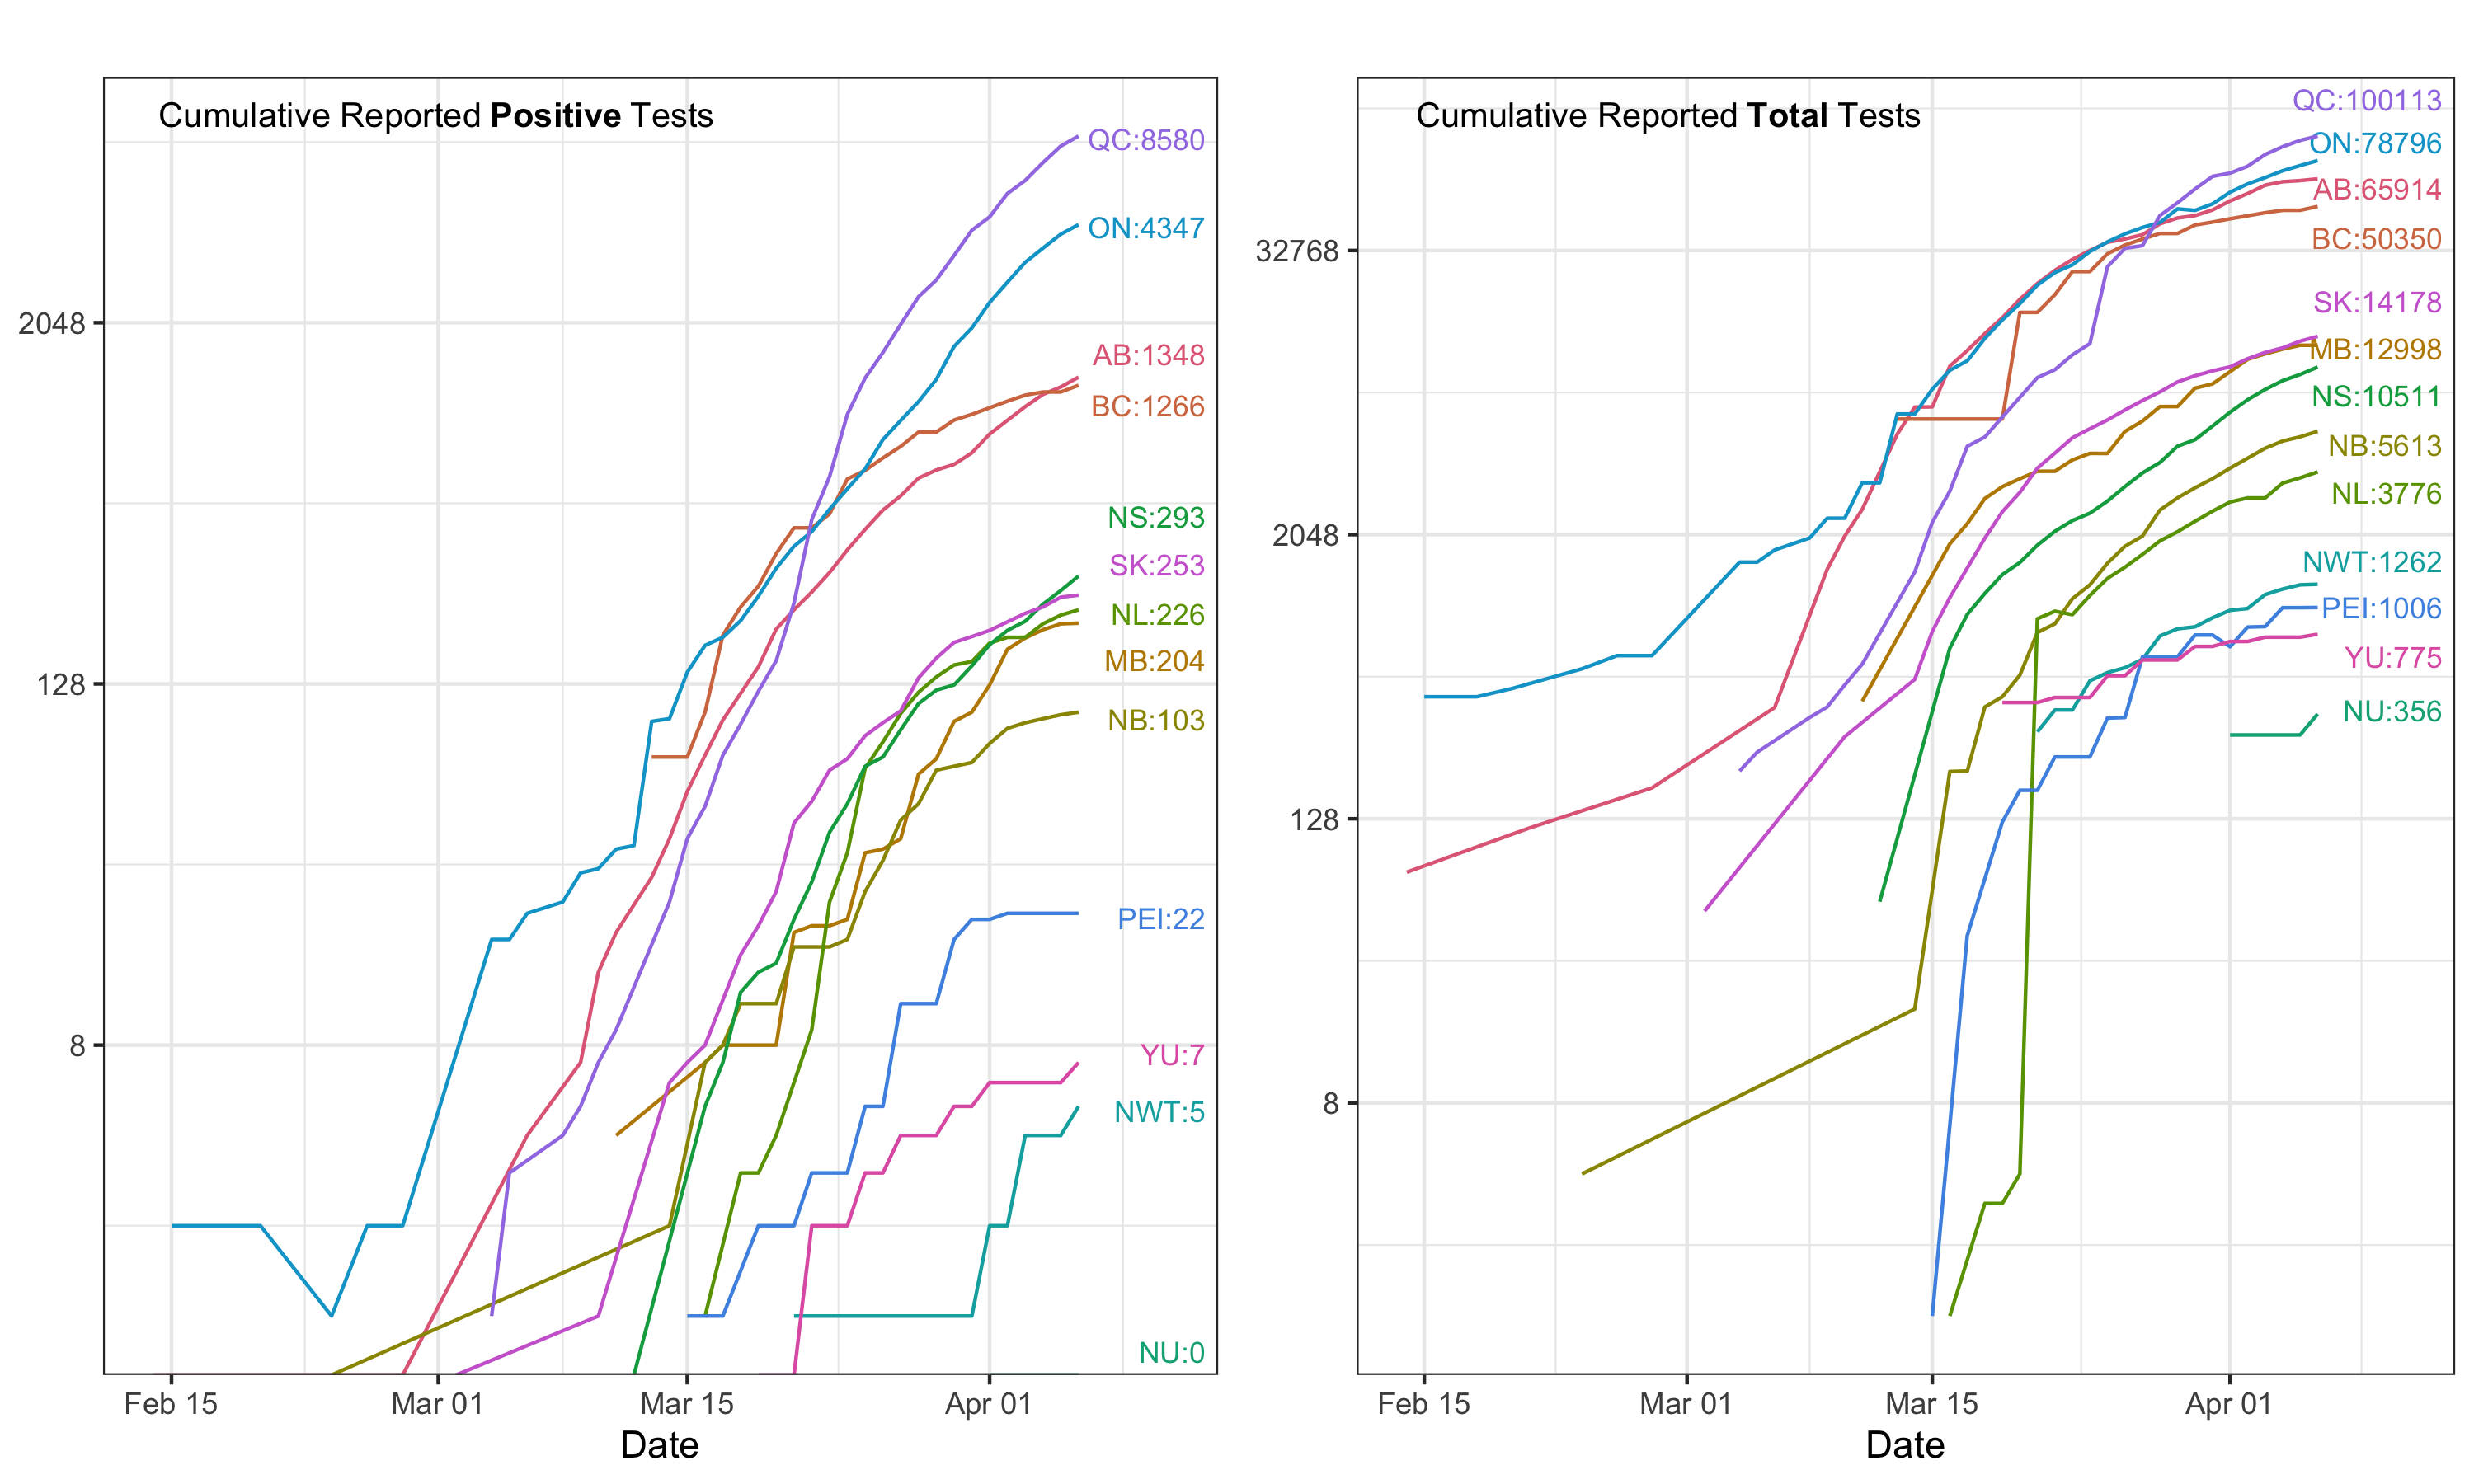 Cumulative Reported Positive Tests
QC:8580
ON:4347
2048
AB:1348
BC:1266
NS:293
SK:253
NL:226
128
MB:204
NB:103
PEI:22
8
YU:7
NWT:5
NU:0
Feb 15
Mar 01
Mar 15
Apr 01
Date
Cumulative Reported Total Tests
QC:100113
ON:78796
AB:65914
32768
BC:50350
SK:14178
MB:12998
NS:10511
NB:5613
NL:3776
2048
NWT:1262
PEI:1006
YU:775
NU:356
128
8
Feb 15
Mar 01
Mar 15
Apr 01
Date